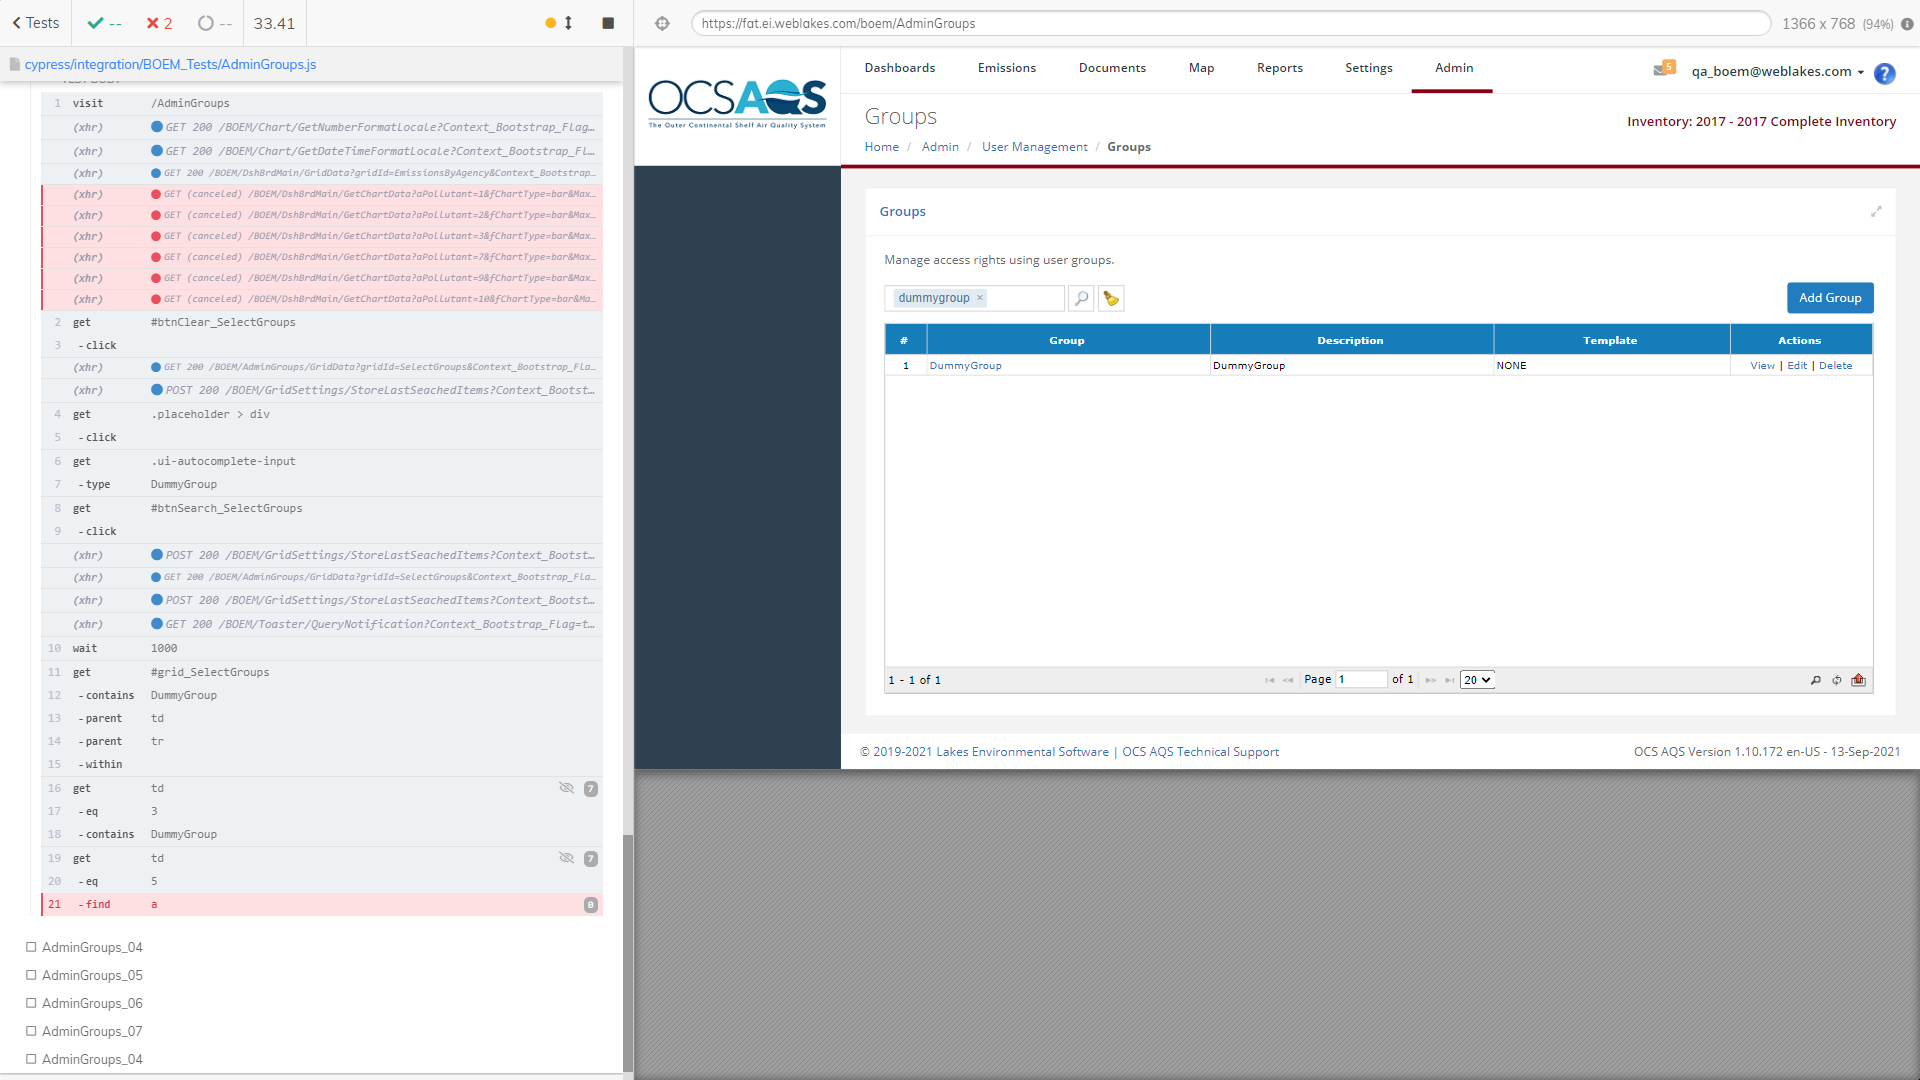 Tests
--
2
--
33.41
cypress/integration/BOEM_Tests/AdminGroups.js
1 visit /AdminGroups
(xhr) GET 200 /BOEM/Chart/GetNumberFormatLocale?Context_Bootstrap_Flag…
(xhr) GET 200 /BOEM/Chart/GetDateTimeFormatLocale?Context_Bootstrap_Fl…
(xhr) GET 200 /BOEM/DshBrdMain/GridData?gridId=EmissionsByAgency&Context_Bootstrap…
(xhr) GET (canceled) /BOEM/DshBrdMain/GetChartData?aPollutant=1&fChartType=bar&Max…
(xhr) GET (canceled) /BOEM/DshBrdMain/GetChartData?aPollutant=2&fChartType=bar&Max…
(xhr) GET (canceled) /BOEM/DshBrdMain/GetChartData?aPollutant=3&fChartType=bar&Max…
(xhr) GET (canceled) /BOEM/DshBrdMain/GetChartData?aPollutant=7&fChartType=bar&Max…
(xhr) GET (canceled) /BOEM/DshBrdMain/GetChartData?aPollutant=9&fChartType=bar&Max…
(xhr) GET (canceled) /BOEM/DshBrdMain/GetChartData?aPollutant=10&fChartType=bar&Ma…
2 get #btnClear_SelectGroups
3 -click
(xhr) GET 200 /BOEM/AdminGroups/GridData?gridId=SelectGroups&Context_Bootstrap_Fla…
(xhr) POST 200 /BOEM/GridSettings/StoreLastSeachedItems?Context_Bootst…
4 get .placeholder > div
5 -click
6 get .ui-autocomplete-input
7 -type DummyGroup
8 get #btnSearch_SelectGroups
9 -click
(xhr) POST 200 /BOEM/GridSettings/StoreLastSeachedItems?Context_Bootst…
(xhr) GET 200 /BOEM/AdminGroups/GridData?gridId=SelectGroups&Context_Bootstrap_Fla…
(xhr) POST 200 /BOEM/GridSettings/StoreLastSeachedItems?Context_Bootst…
(xhr) GET 200 /BOEM/Toaster/QueryNotification?Context_Bootstrap_Flag=t…
10 wait 1000
11 get #grid_SelectGroups
12 -contains DummyGroup
13 -parent td
14 -parent tr
15 -within
16 get td 7
17 -eq 3
18 -contains DummyGroup
19 get td 7
20 -eq 5
21 -find a 0
AdminGroups_04
AdminGroups_05
AdminGroups_06
AdminGroups_07
AdminGroups_04
https://fat.ei.weblakes.com/boem/AdminGroups
1366 x 768 (94%)
OCSAQS
The Outer Continental Shelf Air Quality System
Dashboards Emissions Documents Map Reports Settings Admin
5 qa_boem@weblakes.com ?
Groups
Inventory: 2017 - 2017 Complete Inventory
Home / Admin / User Management / Groups
Groups
Manage access rights using user groups.
dummygroup ×
Add Group
# Group Description Template Actions
1 DummyGroup DummyGroup NONE View | Edit | Delete
1 - 1 of 1 Page 1 of 1 20
© 2019-2021 Lakes Environmental Software | OCS AQS Technical Support
OCS AQS Version 1.10.172 en-US - 13-Sep-2021